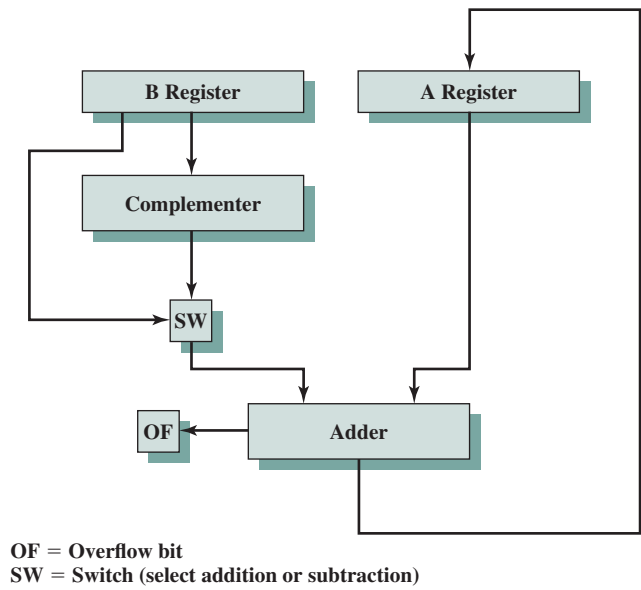 B Register
A Register
Complementer
SW
OF
Adder
OF = Overflow bit
SW = Switch (select addition or subtraction)